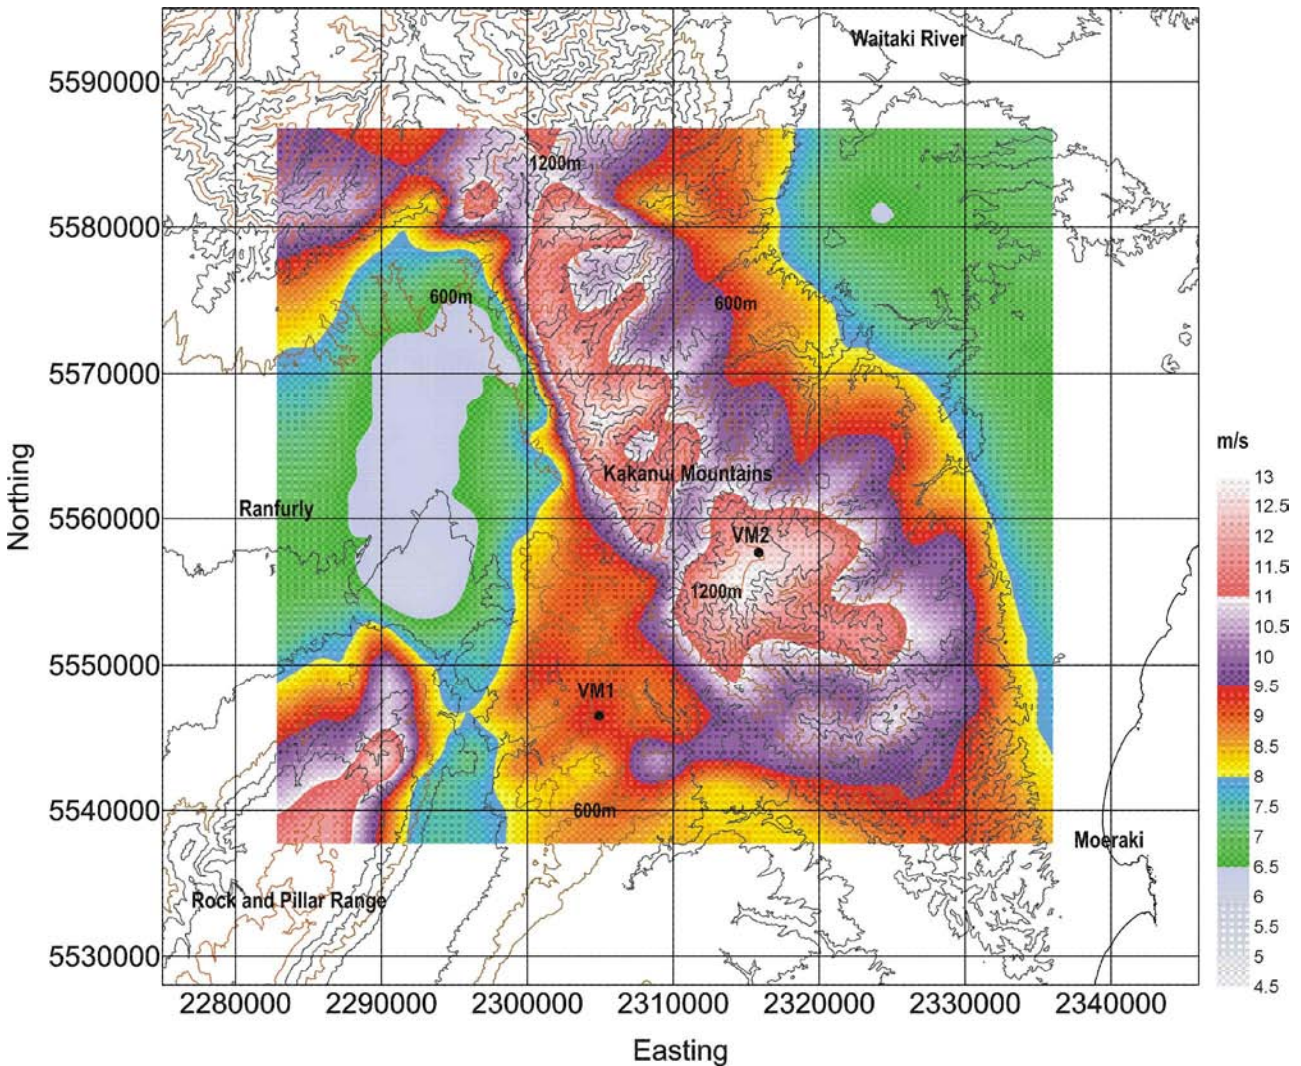 Waitaki River
5590000
1200m
5580000
600m
600m
5570000
m/s
Northing
Kakanui Mountains
13
12.5
Ranfurly
12
5560000
VM2
11.5
1200m
11
10.5
5550000
10
VM1
9.5
9
8.5
5540000
600m
8
Moeraki
7.5
7
6.5
Rock and Pillar Range
6
5.5
5530000
5
4.5
2280000 2290000 2300000 2310000 2320000 2330000 2340000
Easting